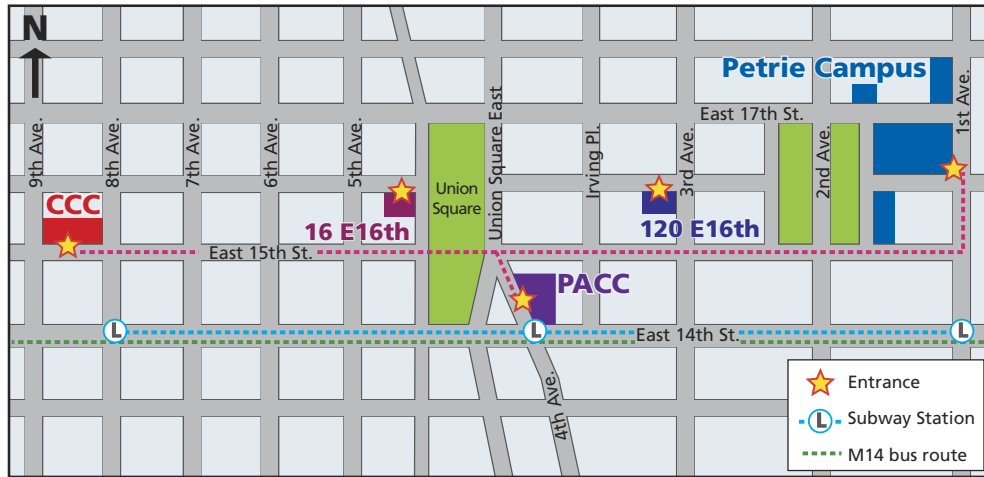 N
Petrie Campus
East 17th St.
9th Ave.
8th Ave.
7th Ave.
6th Ave.
5th Ave.
Union Square East
Irving Pl.
3rd Ave.
2nd Ave.
1st Ave.
CCC
Union
Square
16 E16th
120 E16th
East 15th St.
PACC
L
L
L
East 14th St.
4th Ave.
Entrance
L
Subway Station
M14 bus route